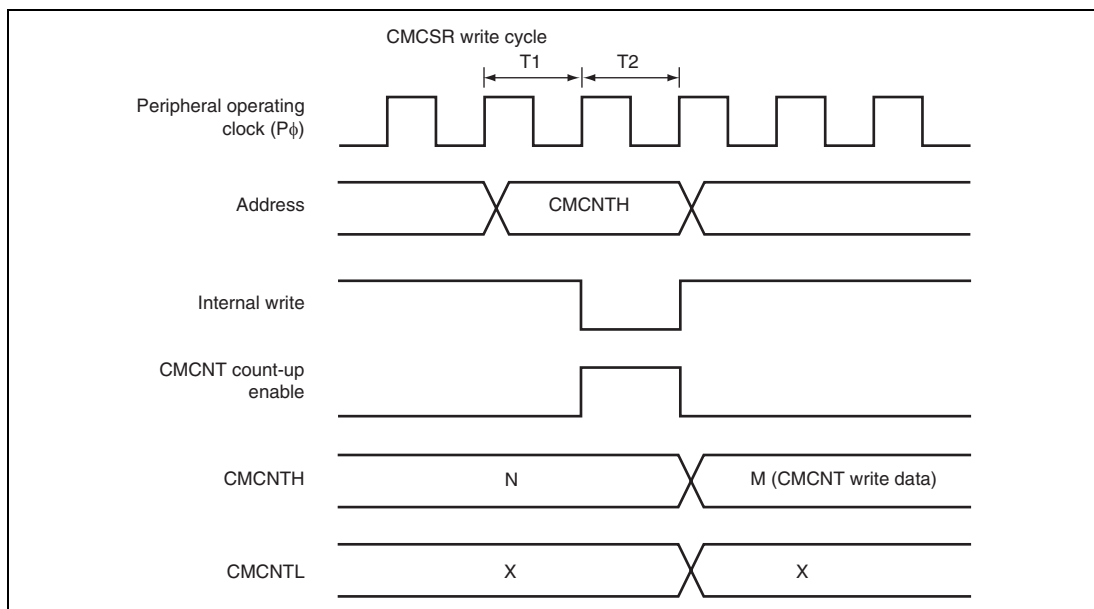 CMCSR write cycle
T1
T2
Peripheral operating
clock (Pϕ)
Address
CMCNTH
Internal write
CMCNT count-up
enable
CMCNTH
N
M (CMCNT write data)
CMCNTL
X
X